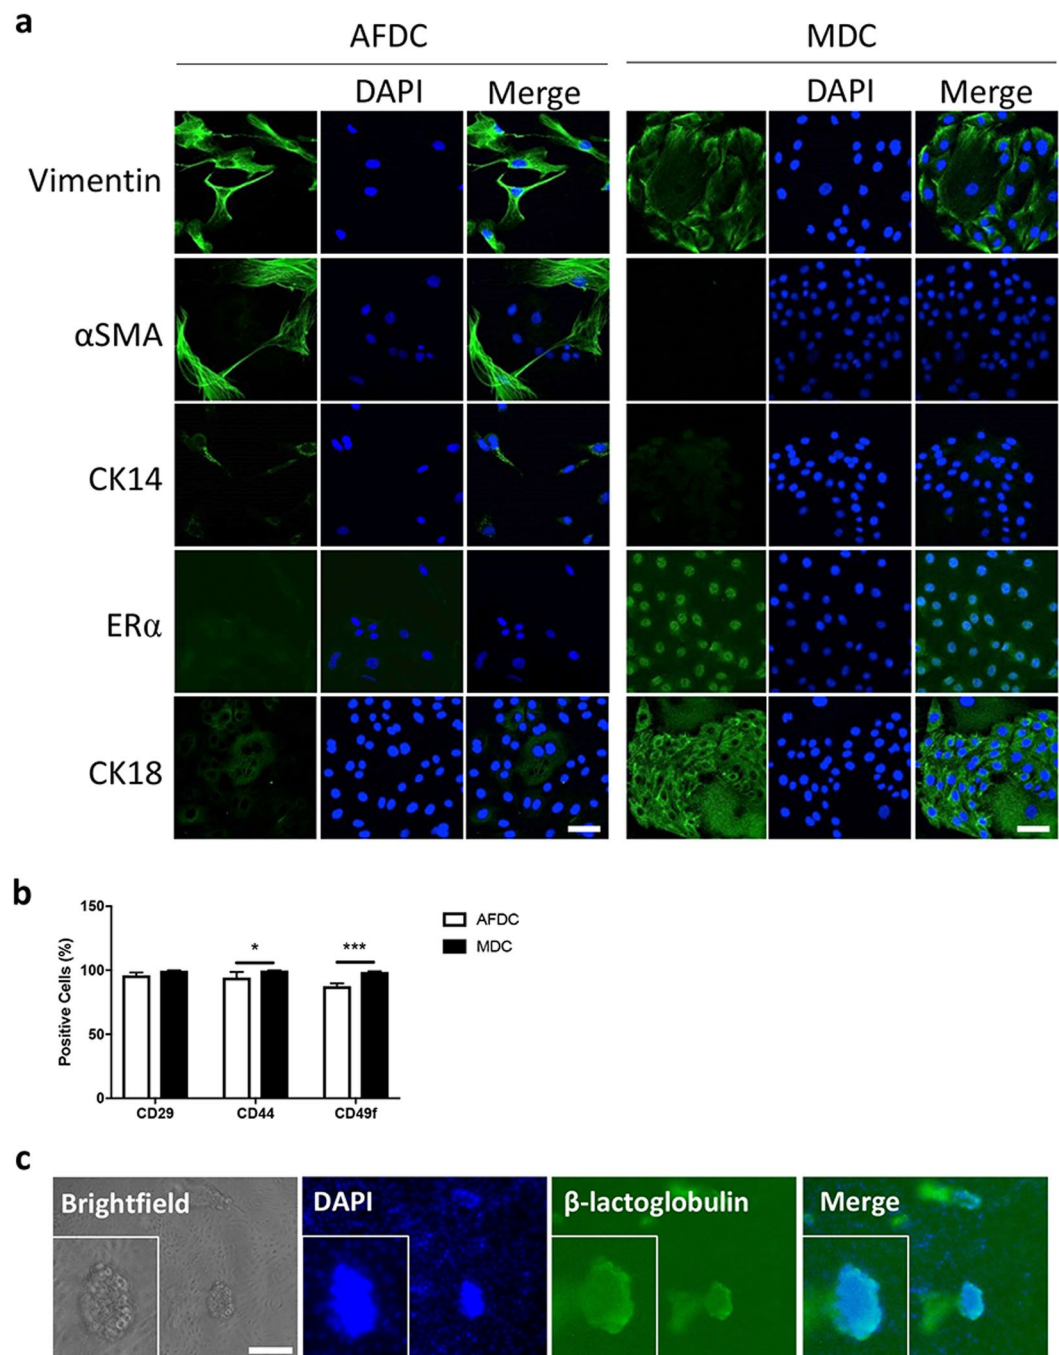 a
AFDC
MDC
DAPI
Merge
DAPI
Merge
Vimentin
αSMA
CK14
ERα
CK18
b
150
100
50
0
Positive Cells (%)
*
***
AFDC
MDC
CD29
CD44
CD49f
c
Brightfield
DAPI
β-lactoglobulin
Merge